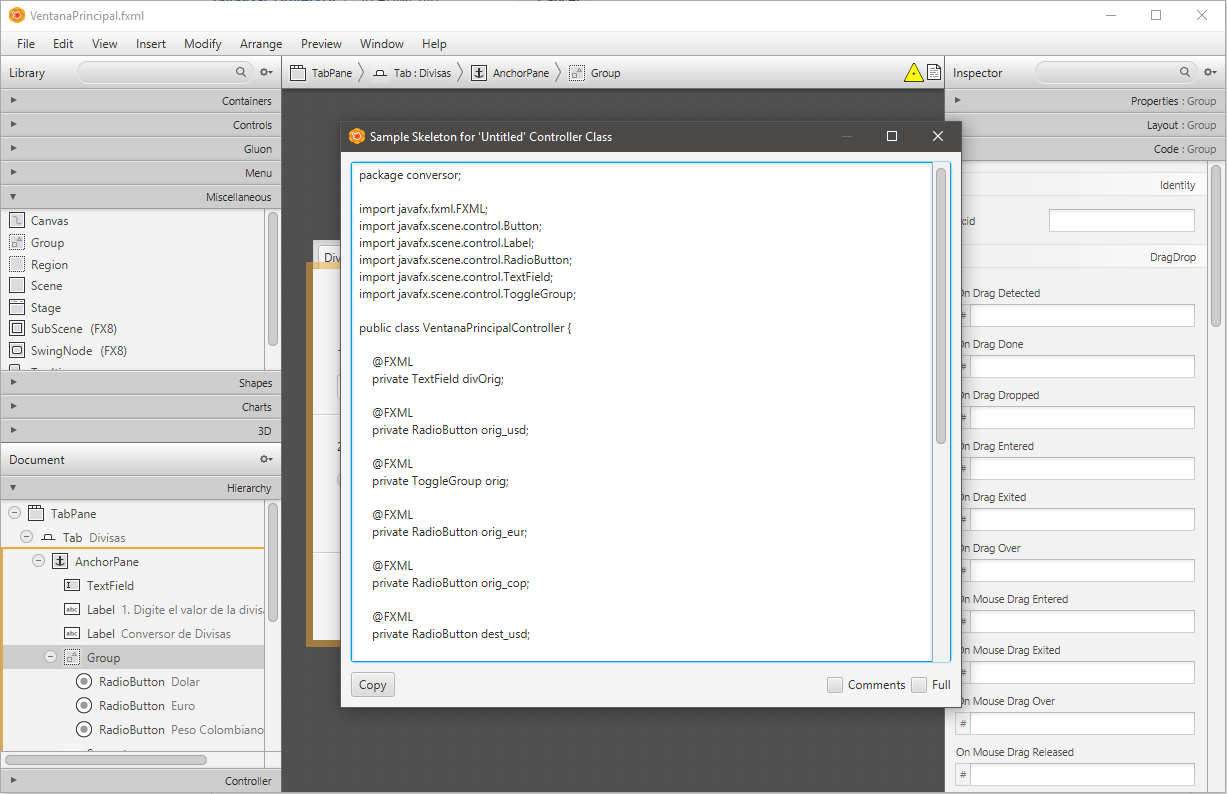 VentanaPrincipal.fxml
File Edit View Insert Modify Arrange Preview Window Help
Library
Containers
Controls
Gluon
Menu
Miscellaneous
Canvas
Group
Region
Scene
Stage
SubScene (FX8)
SwingNode (FX8)
Shapes
Charts
3D
Document
Hierarchy
TabPane
Tab Divisas
AnchorPane
TextField
Label 1. Digite el valor de la divisa
Label Conversor de Divisas
Group
RadioButton Dolar
RadioButton Euro
RadioButton Peso Colombiano
Controller
TabPane Tab : Divisas AnchorPane Group
Sample Skeleton for 'Untitled' Controller Class
package conversor;
import javafx.fxml.FXML;
import javafx.scene.control.Button;
import javafx.scene.control.Label;
import javafx.scene.control.RadioButton;
import javafx.scene.control.TextField;
import javafx.scene.control.ToggleGroup;
public class VentanaPrincipalController {
@FXML
private TextField divOrig;
@FXML
private RadioButton orig_usd;
@FXML
private ToggleGroup orig;
@FXML
private RadioButton orig_eur;
@FXML
private RadioButton orig_cop;
@FXML
private RadioButton dest_usd;
Copy
Comments Full
Inspector
Properties : Group
Layout : Group
Code : Group
Identity
DragDrop
On Drag Detected
#
On Drag Done
#
On Drag Dropped
#
On Drag Entered
#
On Drag Exited
#
On Drag Over
#
On Mouse Drag Entered
#
On Mouse Drag Exited
#
On Mouse Drag Over
#
On Mouse Drag Released
#